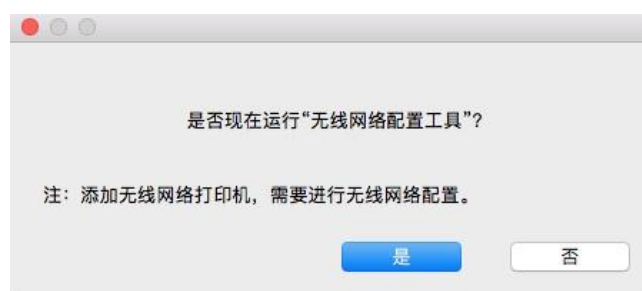 是否现在运行“无线网络配置工具”?
注：添加无线网络打印机，需要进行无线网络配置。
是
否